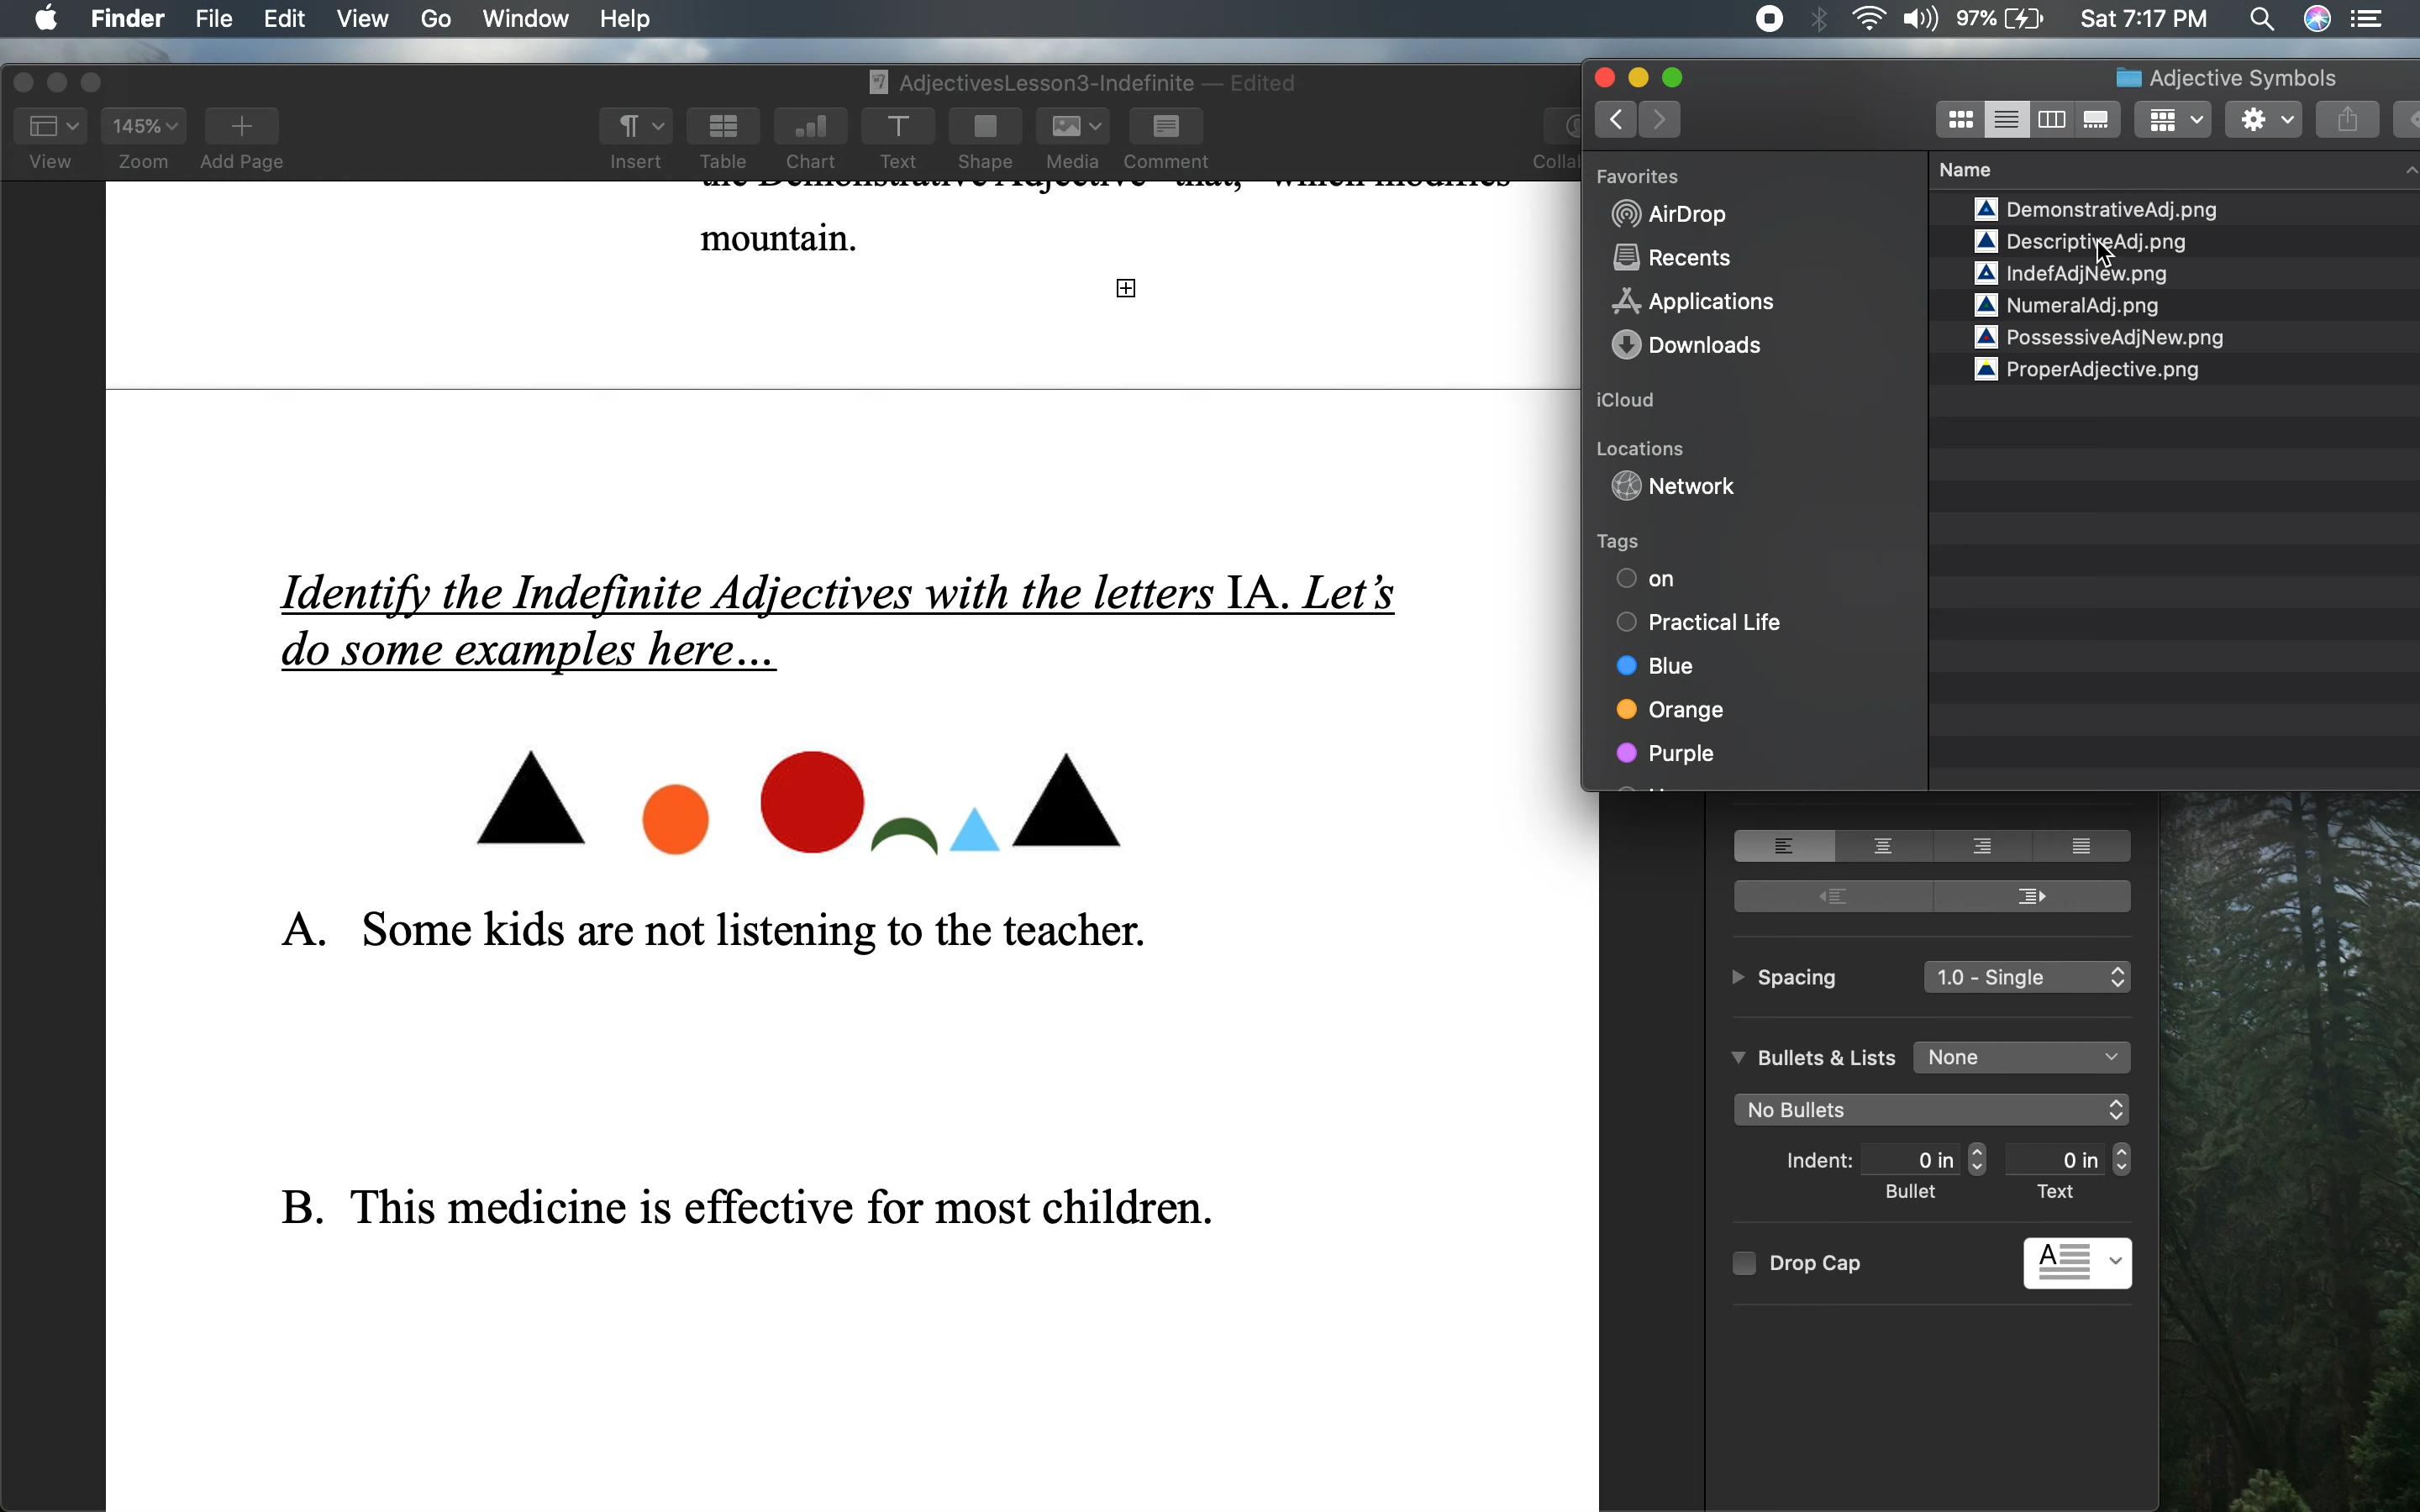 Finder File Edit View Go Window Help 97% Sat 7:17 PM
AdjectivesLesson3-Indefinite — Edited
145%
View Zoom Add Page Insert Table Chart Text Shape Media Comment
mountain.
Identify the Indefinite Adjectives with the letters IA. Let's
do some examples here...
A. Some kids are not listening to the teacher.
B. This medicine is effective for most children.
Adjective Symbols
Favorites
AirDrop
Recents
Applications
Downloads
iCloud
Locations
Network
Tags
on
Practical Life
Blue
Orange
Purple
Name
DemonstrativeAdj.png
DescriptiveAdj.png
IndefAdjNew.png
NumeralAdj.png
PossessiveAdjNew.png
ProperAdjective.png
Spacing 1.0 - Single
Bullets & Lists None
No Bullets
Indent: 0 in 0 in
Bullet Text
Drop Cap A